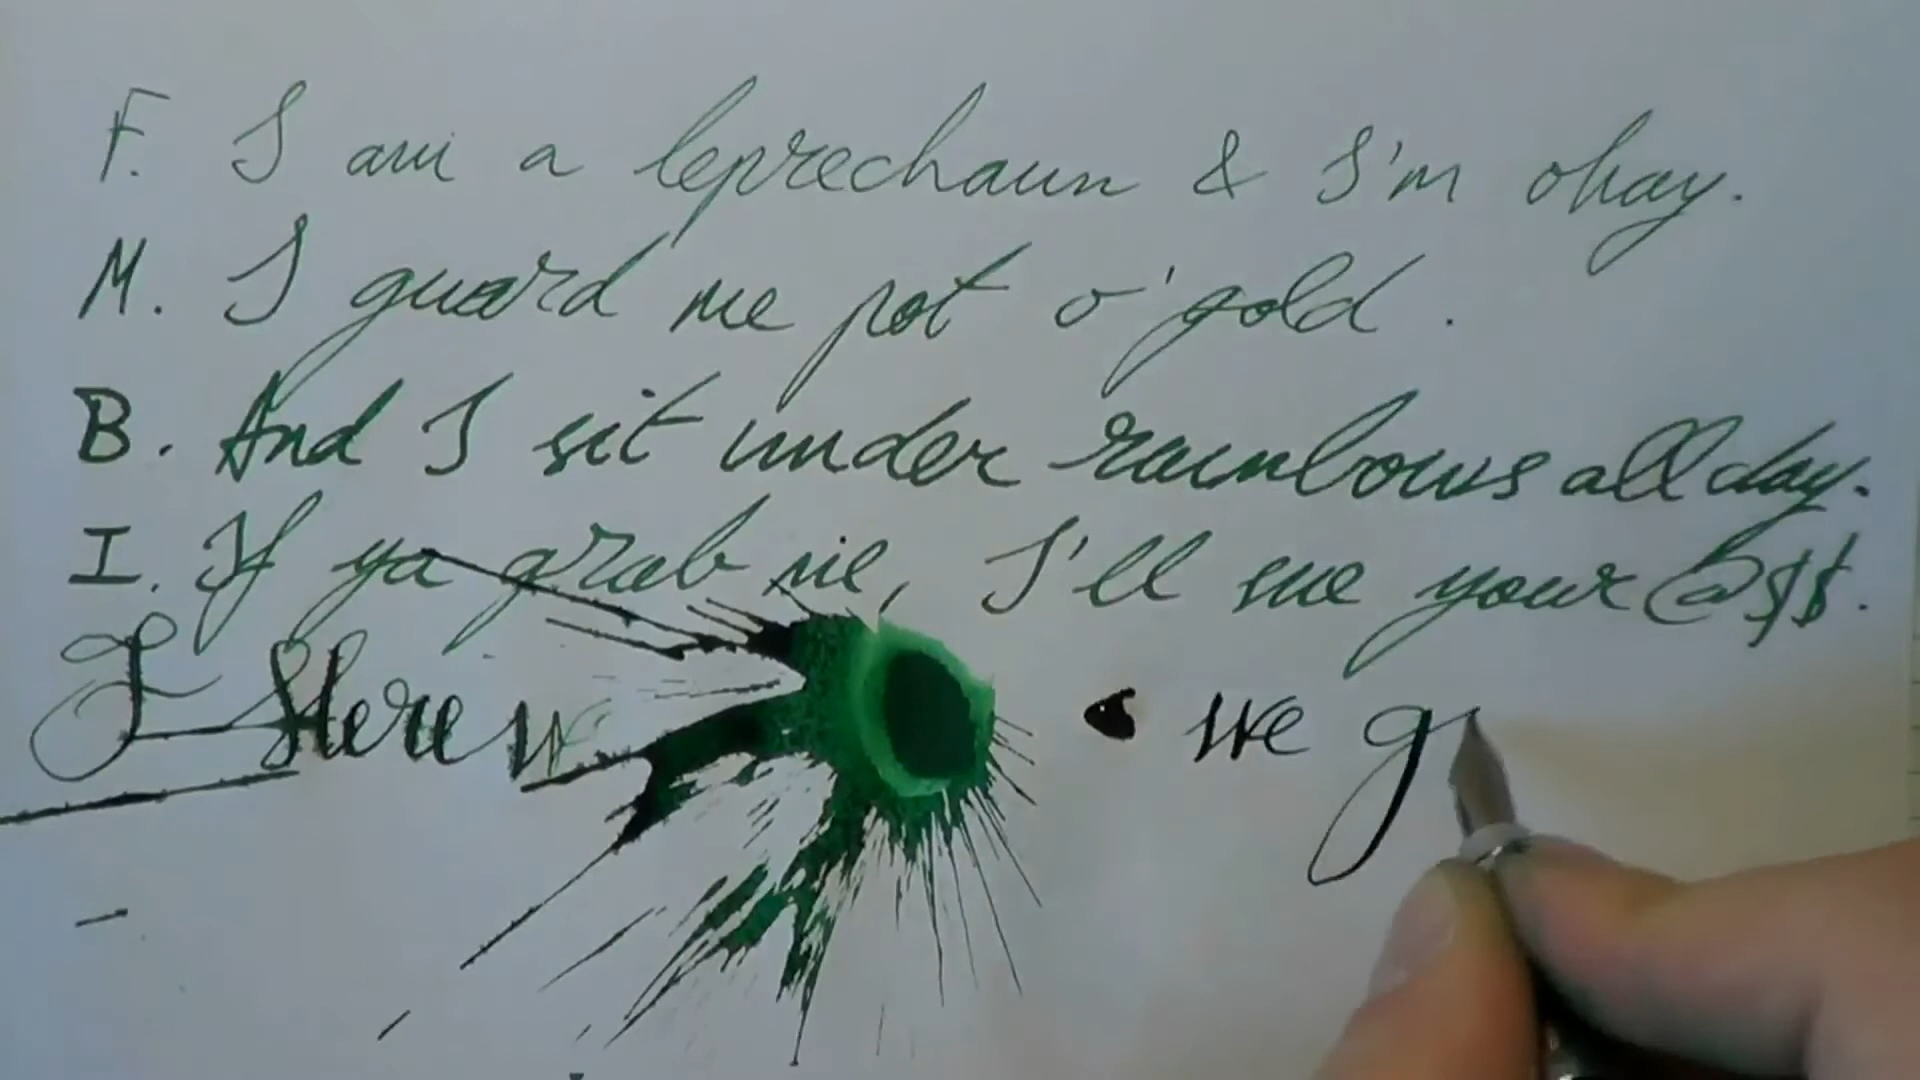 F. I am a leprechaun & I'm okay.
M. I guard me pot o' gold.
B. And I sit under rainbows all day.
I. If ya grab me, I'll sue your @$$.
F Here we g